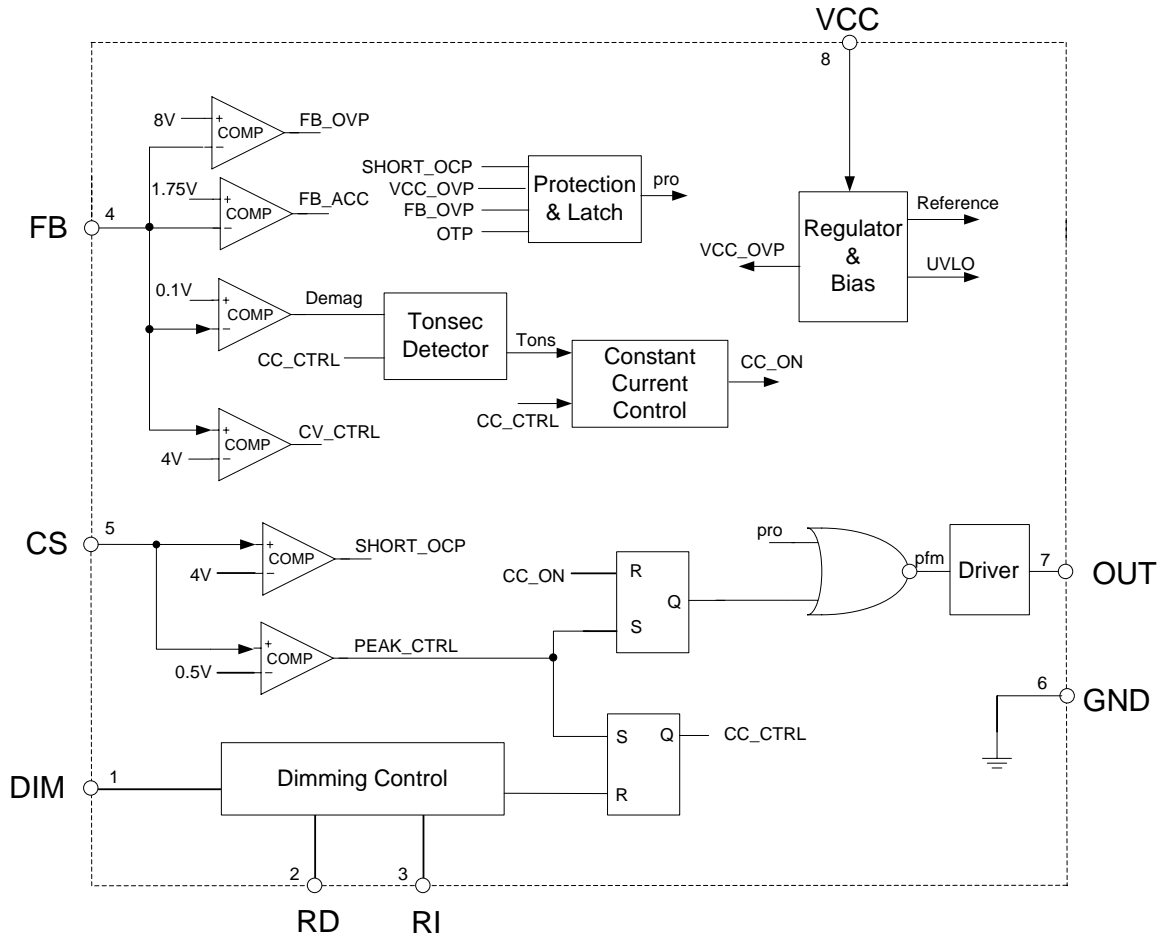 VCC
8
8V
+
−
COMP
FB_OVP
1.75V
+
−
COMP
FB_ACC
FB
4
SHORT_OCP
VCC_OVP
FB_OVP
OTP
Protection
& Latch
pro
Regulator
&
Bias
Reference
UVLO
VCC_OVP
0.1V
+
−
COMP
Demag
CC_CTRL
Tonsec
Detector
Tons
CC_CTRL
Constant
Current
Control
CC_ON
+
−
COMP
4V
CV_CTRL
CS
5
+
−
COMP
4V
SHORT_OCP
+
−
COMP
0.5V
PEAK_CTRL
CC_ON
R
S
Q
pro
pfm
Driver
7
OUT
6
GND
S
R
Q
CC_CTRL
DIM
1
Dimming Control
2
3
RD
RI